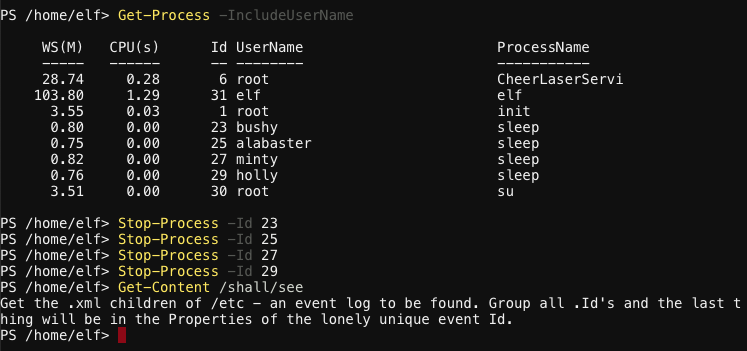 PS /home/elf> Get-Process -IncludeUserName
WS(M) CPU(s) Id UserName ProcessName
----- ------ -- -------- -----------
28.74 0.28 6 root CheerLaserServi
103.80 1.29 31 elf elf
3.55 0.03 1 root init
0.80 0.00 23 bushy sleep
0.75 0.00 25 alabaster sleep
0.82 0.00 27 minty sleep
0.76 0.00 29 holly sleep
3.51 0.00 30 root su
PS /home/elf> Stop-Process -Id 23
PS /home/elf> Stop-Process -Id 25
PS /home/elf> Stop-Process -Id 27
PS /home/elf> Stop-Process -Id 29
PS /home/elf> Get-Content /shall/see
Get the .xml children of /etc - an event log to be found. Group all .Id's and the last t
hing will be in the Properties of the lonely unique event Id.
PS /home/elf>